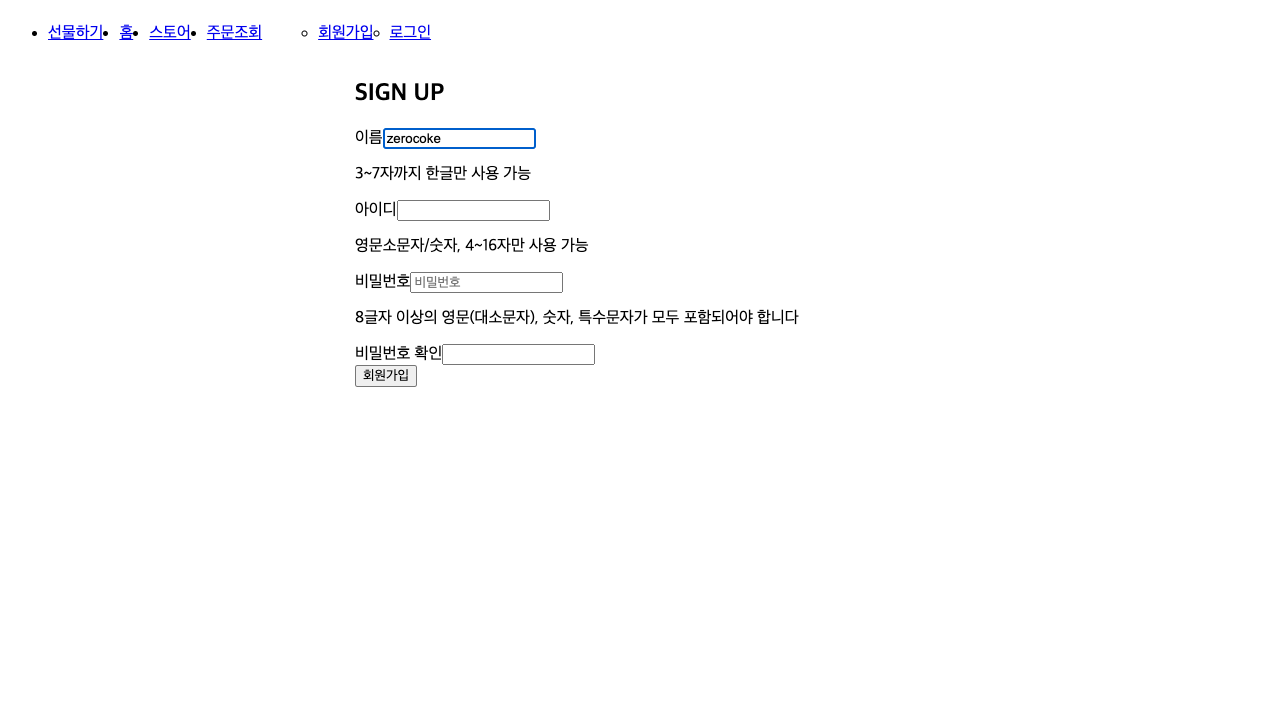 선물하기 홈 스토어 주문조회 회원가입 로그인
SIGN UP
이름 zerocoke
3~7자까지 한글만 사용 가능
아이디
영문소문자/숫자, 4~16자만 사용 가능
비밀번호 비밀번호
8글자 이상의 영문(대소문자), 숫자, 특수문자가 모두 포함되어야 합니다
비밀번호 확인
회원가입